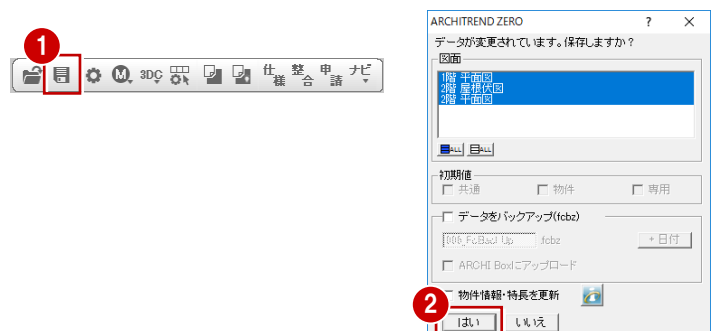 1
M
3DC
仕様
整合
申請
ナビ
ARCHITREND ZERO
?
×
データが変更されています。保存しますか?
図面
1階 平面図
2階 屋根伏図
2階 平面図
ALL
ALL
初期値
共通 物件 専用
データをバックアップ(fcbz)
fcbz +日付
ARCHI Boxにアップロード
物件情報・特長を更新
2
はい いいえ